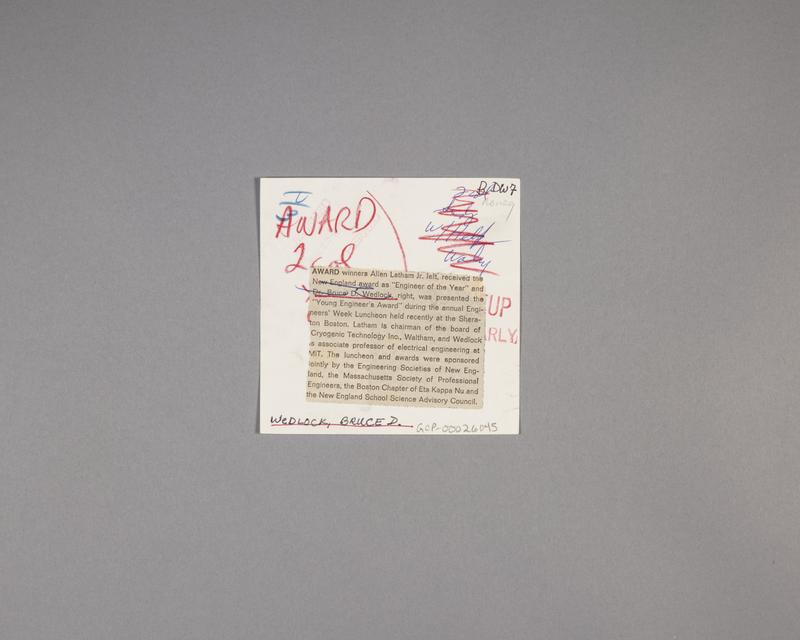 B, DW7
AWARD
2 col
AWARD winners Allen Latham Jr. left, received the
New England award as "Engineer of the Year" and
Dr. Bruce D. Wedlock, right, was presented the
"Young Engineer's Award" during the annual Engi-
neers' Week Luncheon held recently at the Shera-
ton Boston. Latham is chairman of the board of
Cryogenic Technology Inc., Waltham, and Wedlock
is associate professor of electrical engineering at
MIT. The luncheon and awards were sponsored
jointly by the Engineering Societies of New Eng-
land, the Massachusetts Society of Professional
Engineers, the Boston Chapter of Eta Kappa Nu and
the New England School Science Advisory Council.
UP
RLY,
WEDLOCK, BRUCE D.
GCP-00026045